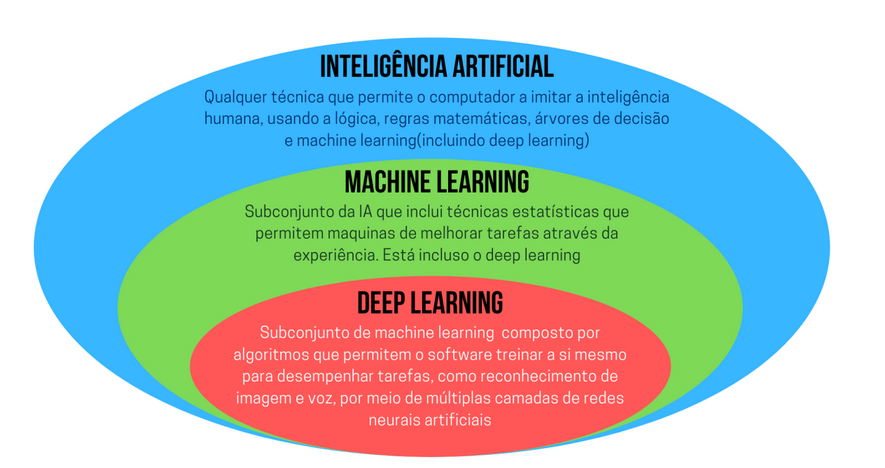 INTELIGÊNCIA ARTIFICIAL
Qualquer técnica que permite o computador a imitar a inteligência
humana, usando a lógica, regras matemáticas, árvores de decisão
e machine learning(incluindo deep learning)
MACHINE LEARNING
Subconjunto da IA que inclui técnicas estatísticas que
permitem maquinas de melhorar tarefas através da
experiência. Está incluso o deep learning
DEEP LEARNING
Subconjunto de machine learning composto por
algoritmos que permitem o software treinar a si mesmo
para desempenhar tarefas, como reconhecimento de
imagem e voz, por meio de múltiplas camadas de redes
neurais artificiais